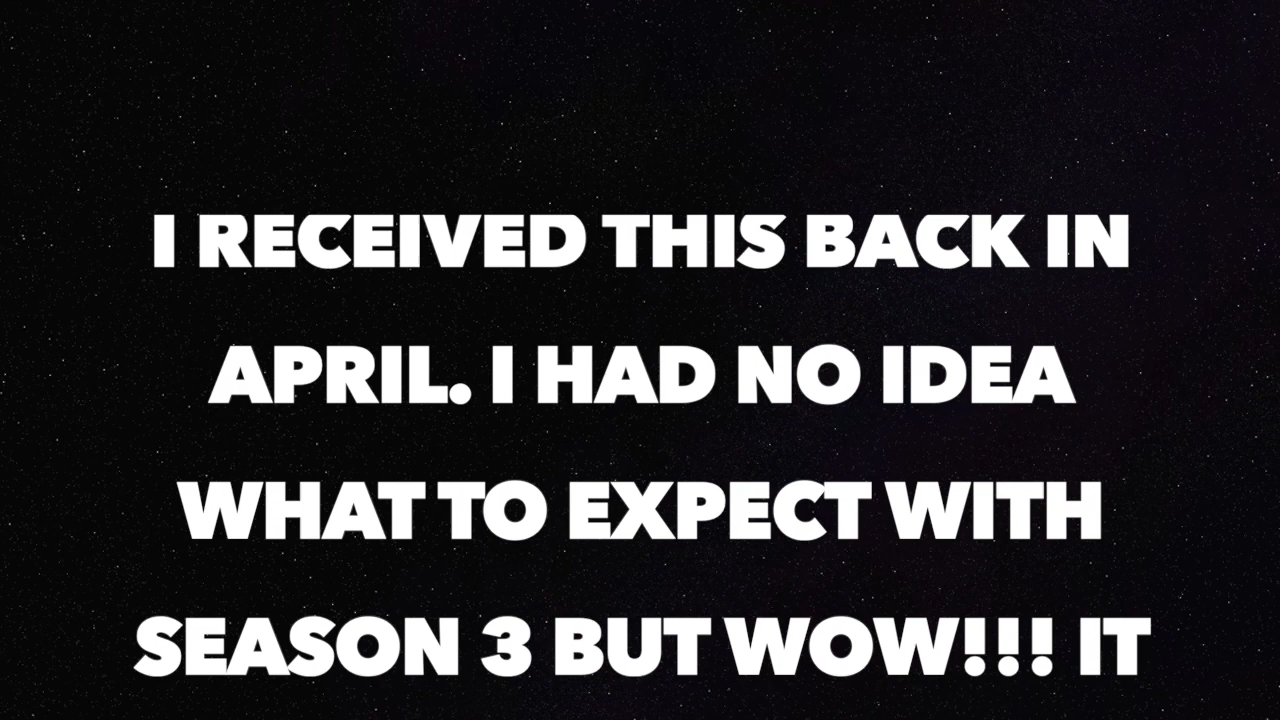 I RECEIVED THIS BACK IN
APRIL. I HAD NO IDEA
WHAT TO EXPECT WITH
SEASON 3 BUT WOW!!! IT